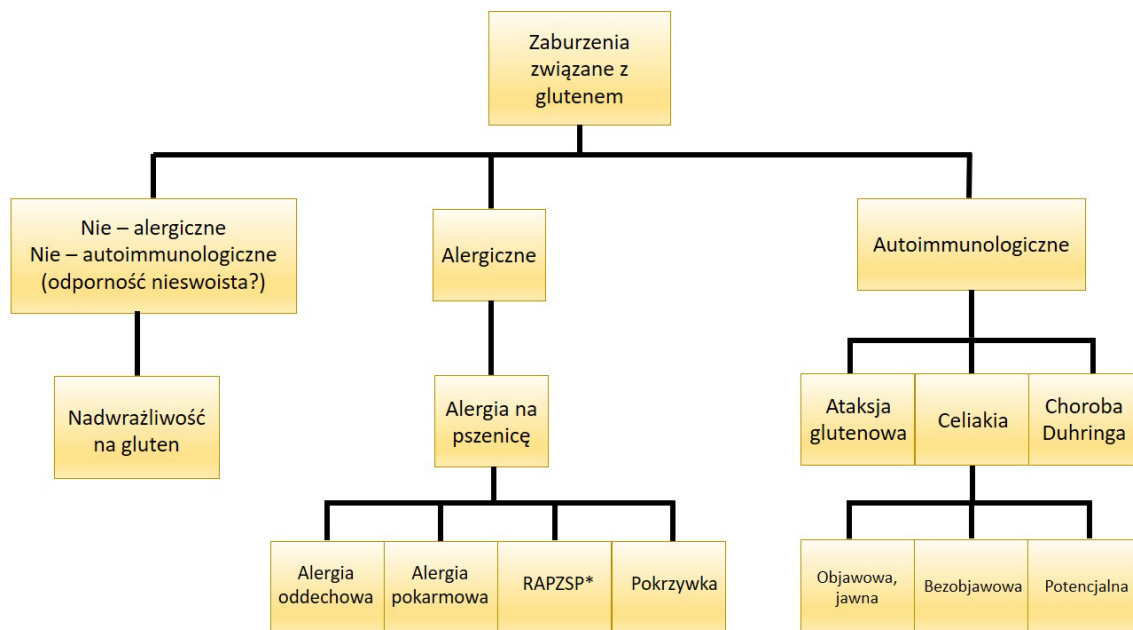 Zaburzenia
związane z
glutenem
Nie – alergiczne
Nie – autoimmunologiczne
(odporność nieswoista?)
Alergiczne
Autoimmunologiczne
Nadwrażliwość
na gluten
Alergia na
pszenicę
Ataksja
glutenowa
Celiakia
Choroba
Duhringa
Alergia
oddechowa
Alergia
pokarmowa
RAPZSP*
Pokrzywka
Objawowa,
jawna
Bezobjawowa
Potencjalna